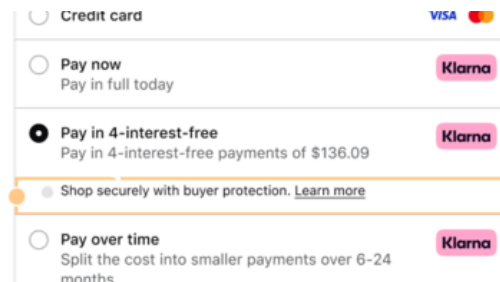 Credit card VISA
Pay now Klarna
Pay in full today
Pay in 4-interest-free Klarna
Pay in 4-interest-free payments of $136.09
Shop securely with buyer protection. Learn more
Pay over time Klarna
Split the cost into smaller payments over 6-24
months